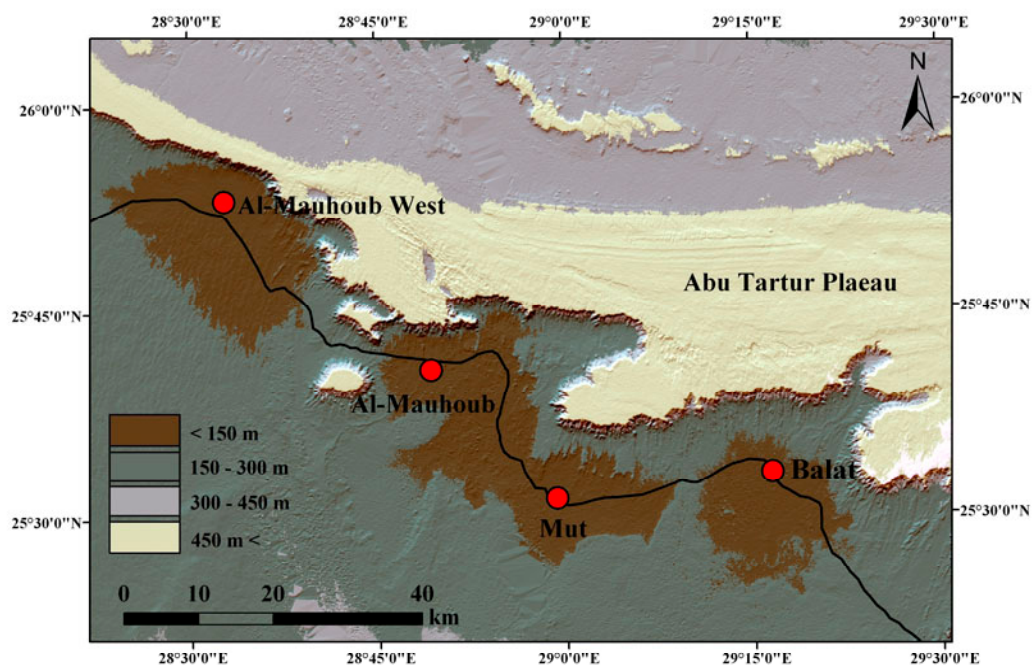 28°30'0"E 28°45'0"E 29°0'0"E 29°15'0"E 29°30'0"E
26°0'0"N 26°0'0"N
N
Al-Mauhoub West
Abu Tartur Plaeau
25°45'0"N 25°45'0"N
Al-Mauhoub
< 150 m
150 - 300 m
300 - 450 m
450 m <
Balat
Mut
25°30'0"N 25°30'0"N
0 10 20 40
km
28°30'0"E 28°45'0"E 29°0'0"E 29°15'0"E 29°30'0"E